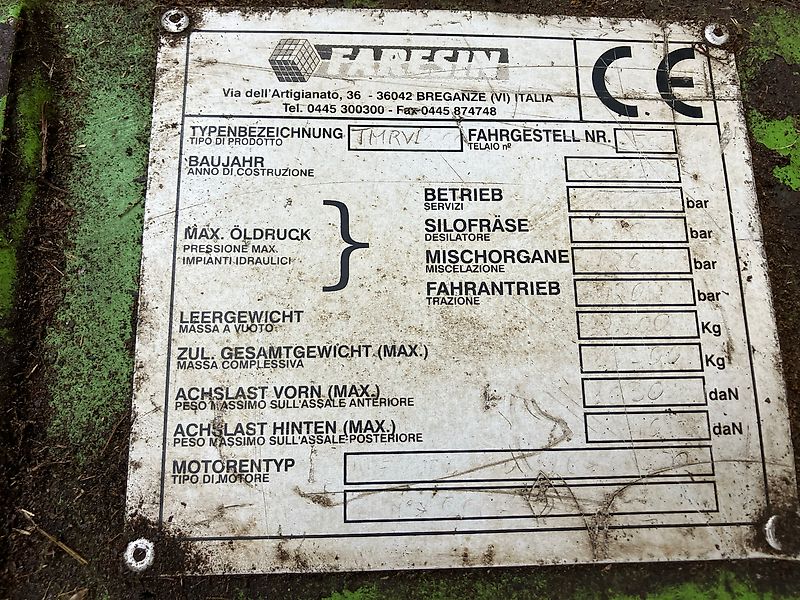 FARESIN
CE
Via dell'Artigianato, 36 - 36042 BREGANZE (VI) ITALIA
Tel. 0445 300300 - Fax 0445 874748
TYPENBEZEICHNUNG FAHRGESTELL NR.
TIPO DI PRODOTTO TELAIO n°
BAUJAHR
ANNO DI COSTRUZIONE
BETRIEB bar
SERVIZI
SILOFRÄSE bar
DESILATORE
MAX. ÖLDRUCK
PRESSIONE MAX.
IMPIANTI IDRAULICI
MISCHORGANE bar
MISCELAZIONE
FAHRANTRIEB bar
TRAZIONE
LEERGEWICHT Kg
MASSA A VUOTO
ZUL. GESAMTGEWICHT (MAX.) Kg
MASSA COMPLESSIVA
ACHSLAST VORN (MAX.) daN
PESO MASSIMO SULL'ASSALE ANTERIORE
ACHSLAST HINTEN (MAX.) daN
PESO MASSIMO SULL'ASSALE POSTERIORE
MOTORENTYP
TIPO DI MOTORE